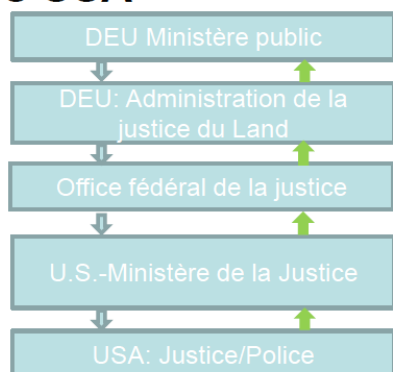 DEU Ministère public
DEU: Administration de la
justice du Land
Office fédéral de la justice
U.S.-Ministère de la Justice
USA: Justice/Police